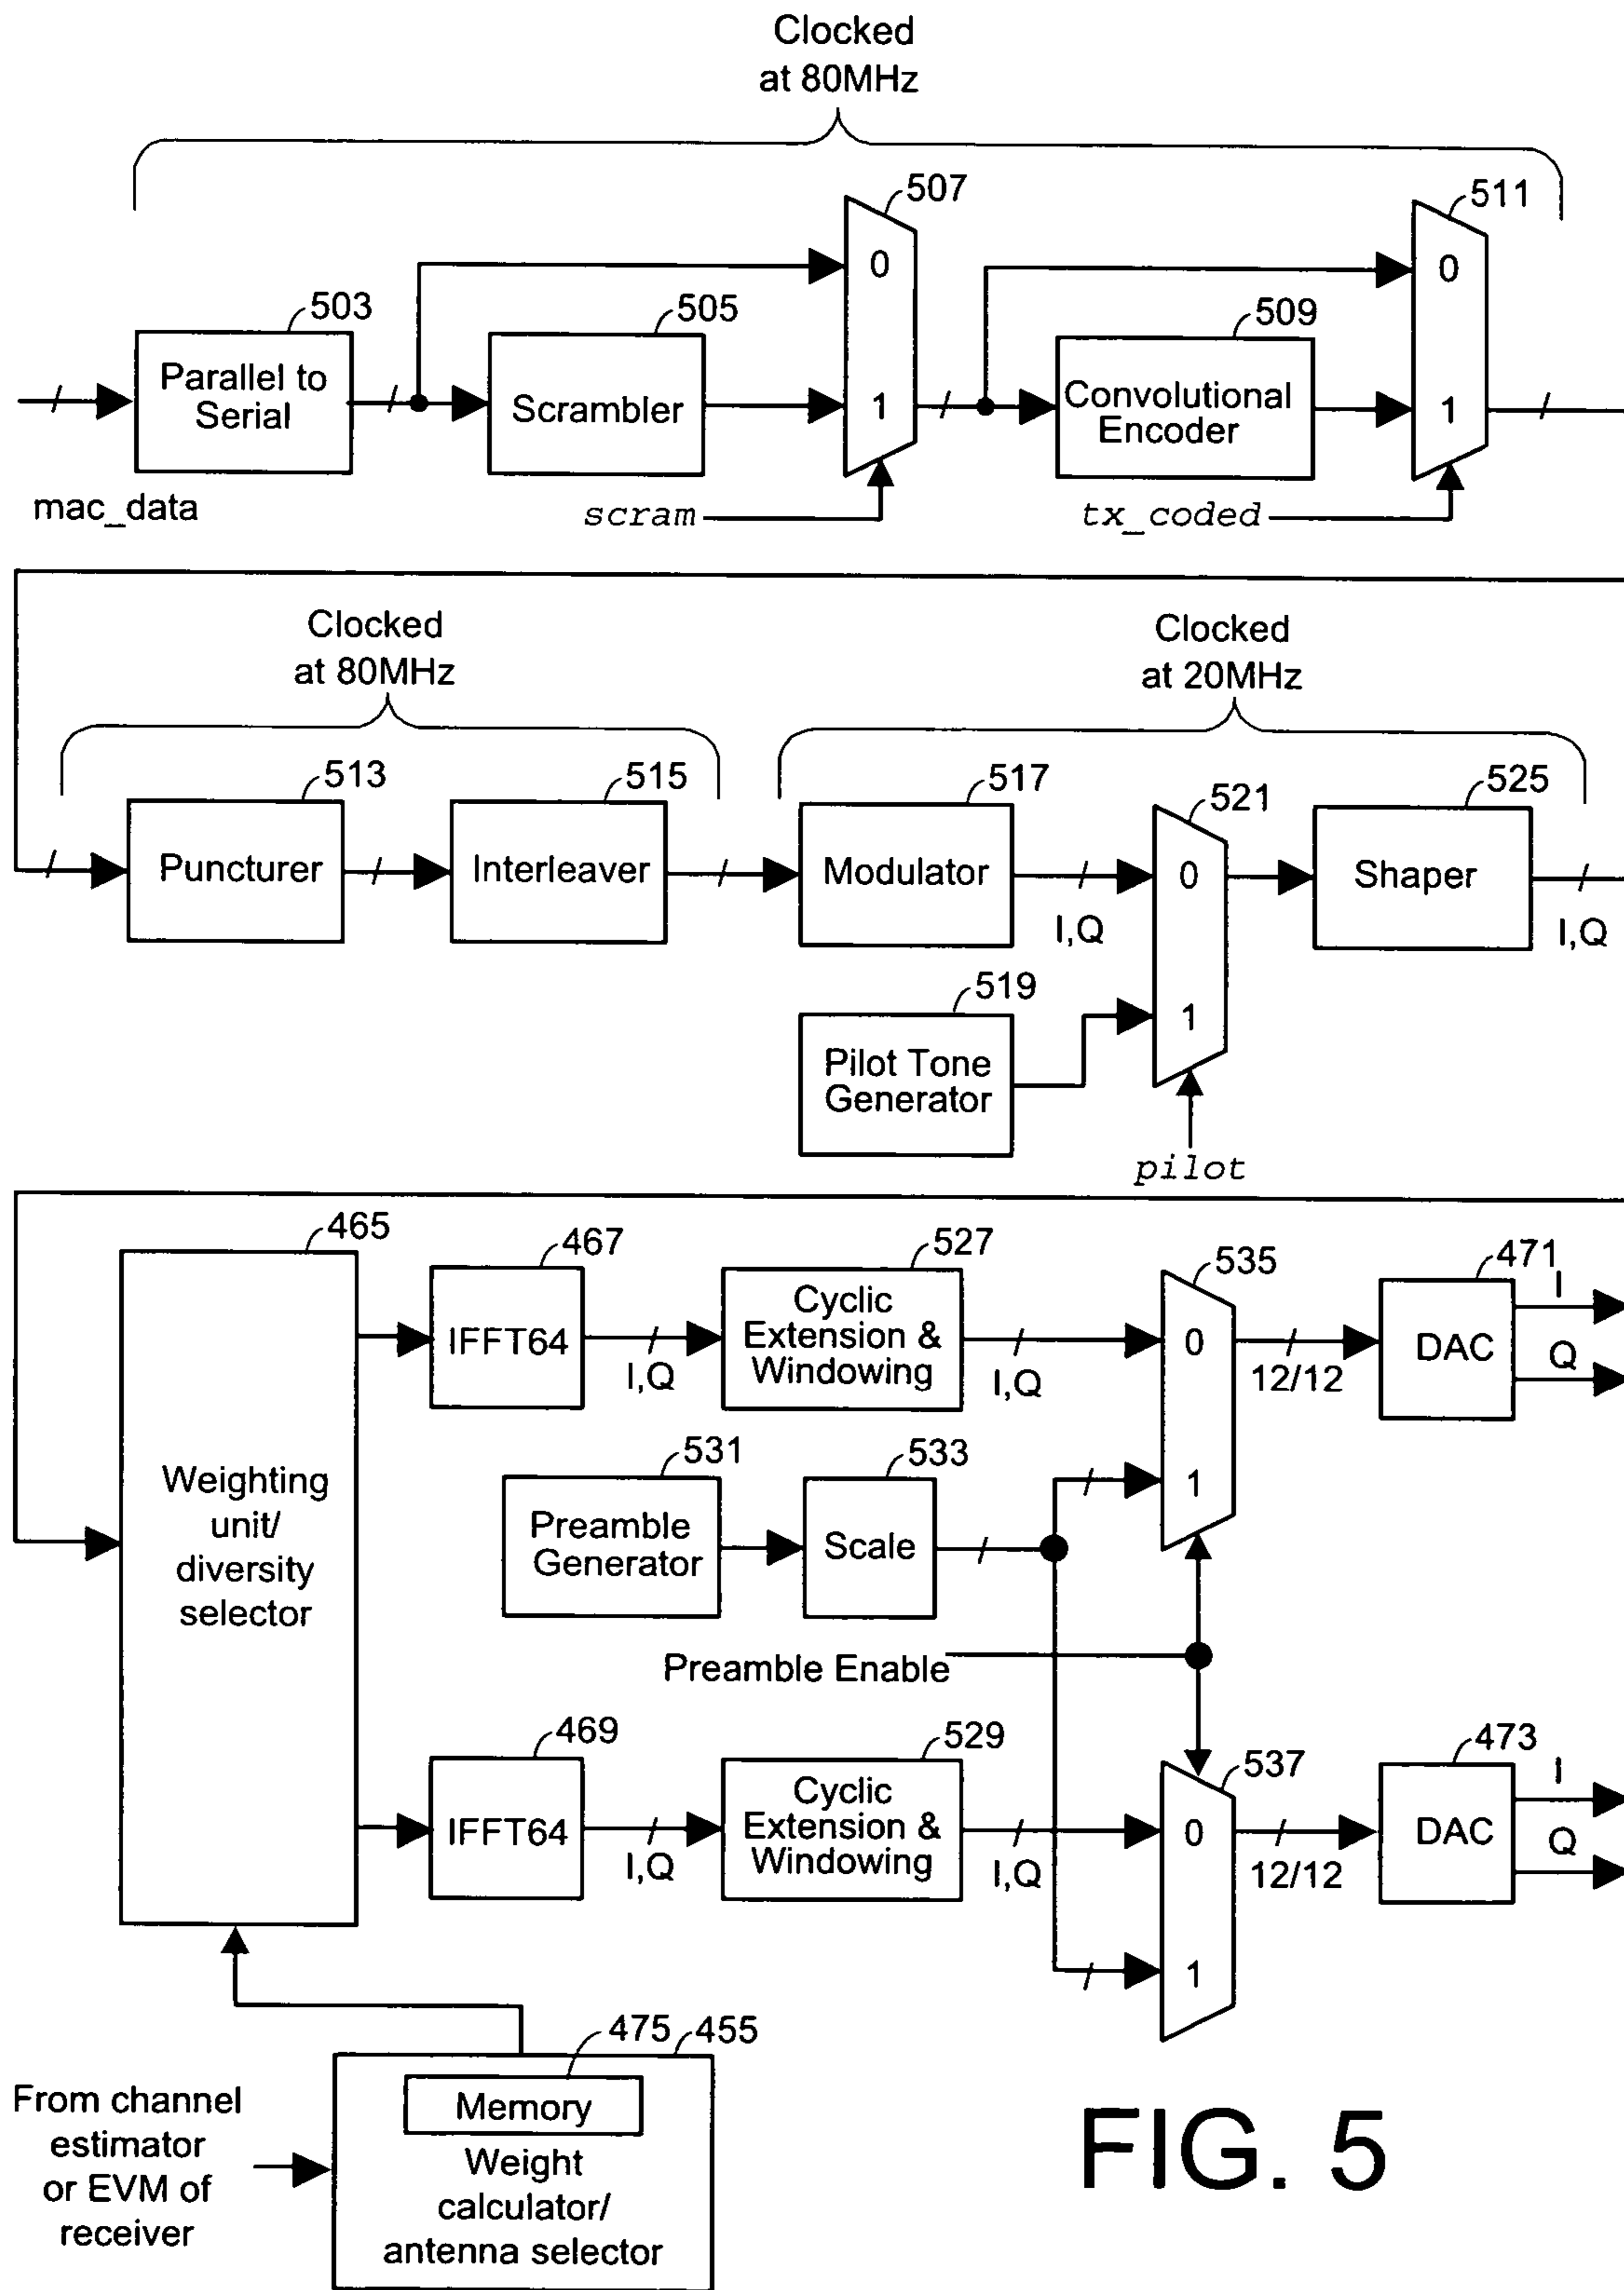 Clocked
at 80MHz
507
511
0
0
503
505
509
Parallel to
Serial
Scrambler
1
Convolutional
Encoder
1
mac_data
scram
tx_coded
Clocked
at 80MHz
Clocked
at 20MHz
513
515
517
521
525
Puncturer
Interleaver
Modulator
0
Shaper
I,Q
I,Q
519
1
Pilot Tone
Generator
pilot
465
467
527
535
471
I
IFFT64
Cyclic
Extension &
Windowing
0
DAC
I,Q
I,Q
12/12
Q
531
533
Weighting
unit/
diversity
selector
1
Preamble
Generator
Scale
Preamble Enable
469
529
537
473
I
IFFT64
Cyclic
Extension &
Windowing
0
DAC
I,Q
I,Q
12/12
Q
1
475
455
From channel
estimator
or EVM of
receiver
Memory
Weight
calculator/
antenna selector
FIG. 5